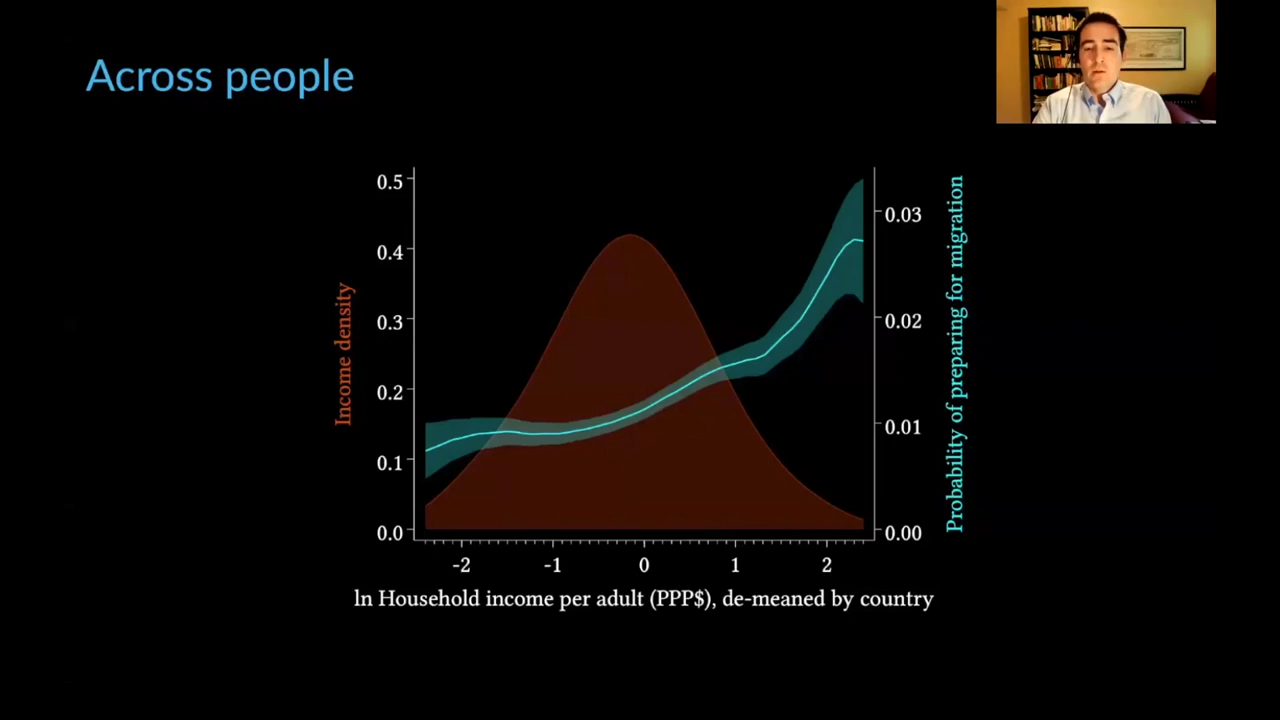 Across people
0.5
0.4
0.3
0.2
0.1
0.0
Income density
0.03
0.02
0.01
0.00
Probability of preparing for migration
-2 -1 0 1 2
ln Household income per adult (PPP$), de-meaned by country